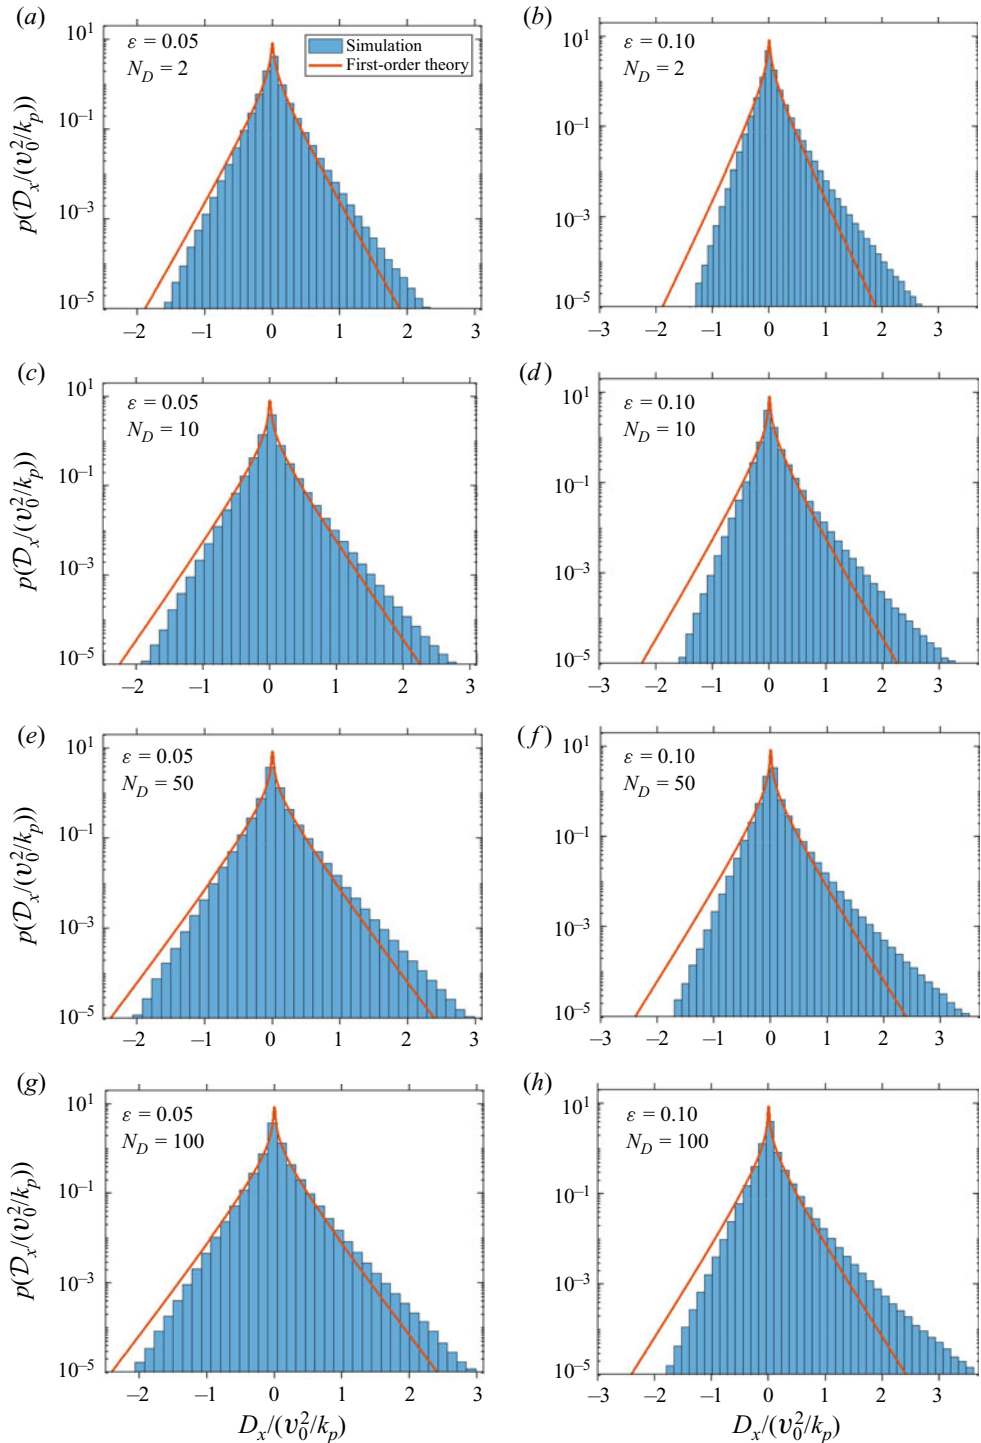 (a)
ε = 0.05
N_D = 2
Simulation
First-order theory
10^1
10^−1
10^−3
10^−5
p(D_x/(v_0^2/k_p))
−2 −1 0 1 2 3
(b)
ε = 0.10
N_D = 2
10^1
10^−1
10^−3
10^−5
−3 −2 −1 0 1 2 3
(c)
ε = 0.05
N_D = 10
10^1
10^−1
10^−3
10^−5
p(D_x/(v_0^2/k_p))
−2 −1 0 1 2 3
(d)
ε = 0.10
N_D = 10
10^1
10^−1
10^−3
10^−5
−3 −2 −1 0 1 2 3
(e)
ε = 0.05
N_D = 50
10^1
10^−1
10^−3
10^−5
p(D_x/(v_0^2/k_p))
−2 −1 0 1 2 3
(f)
ε = 0.10
N_D = 50
10^1
10^−1
10^−3
10^−5
−3 −2 −1 0 1 2 3
(g)
ε = 0.05
N_D = 100
10^1
10^−1
10^−3
10^−5
p(D_x/(v_0^2/k_p))
−2 −1 0 1 2 3
D_x/(v_0^2/k_p)
(h)
ε = 0.10
N_D = 100
10^1
10^−1
10^−3
10^−5
−3 −2 −1 0 1 2 3
D_x/(v_0^2/k_p)